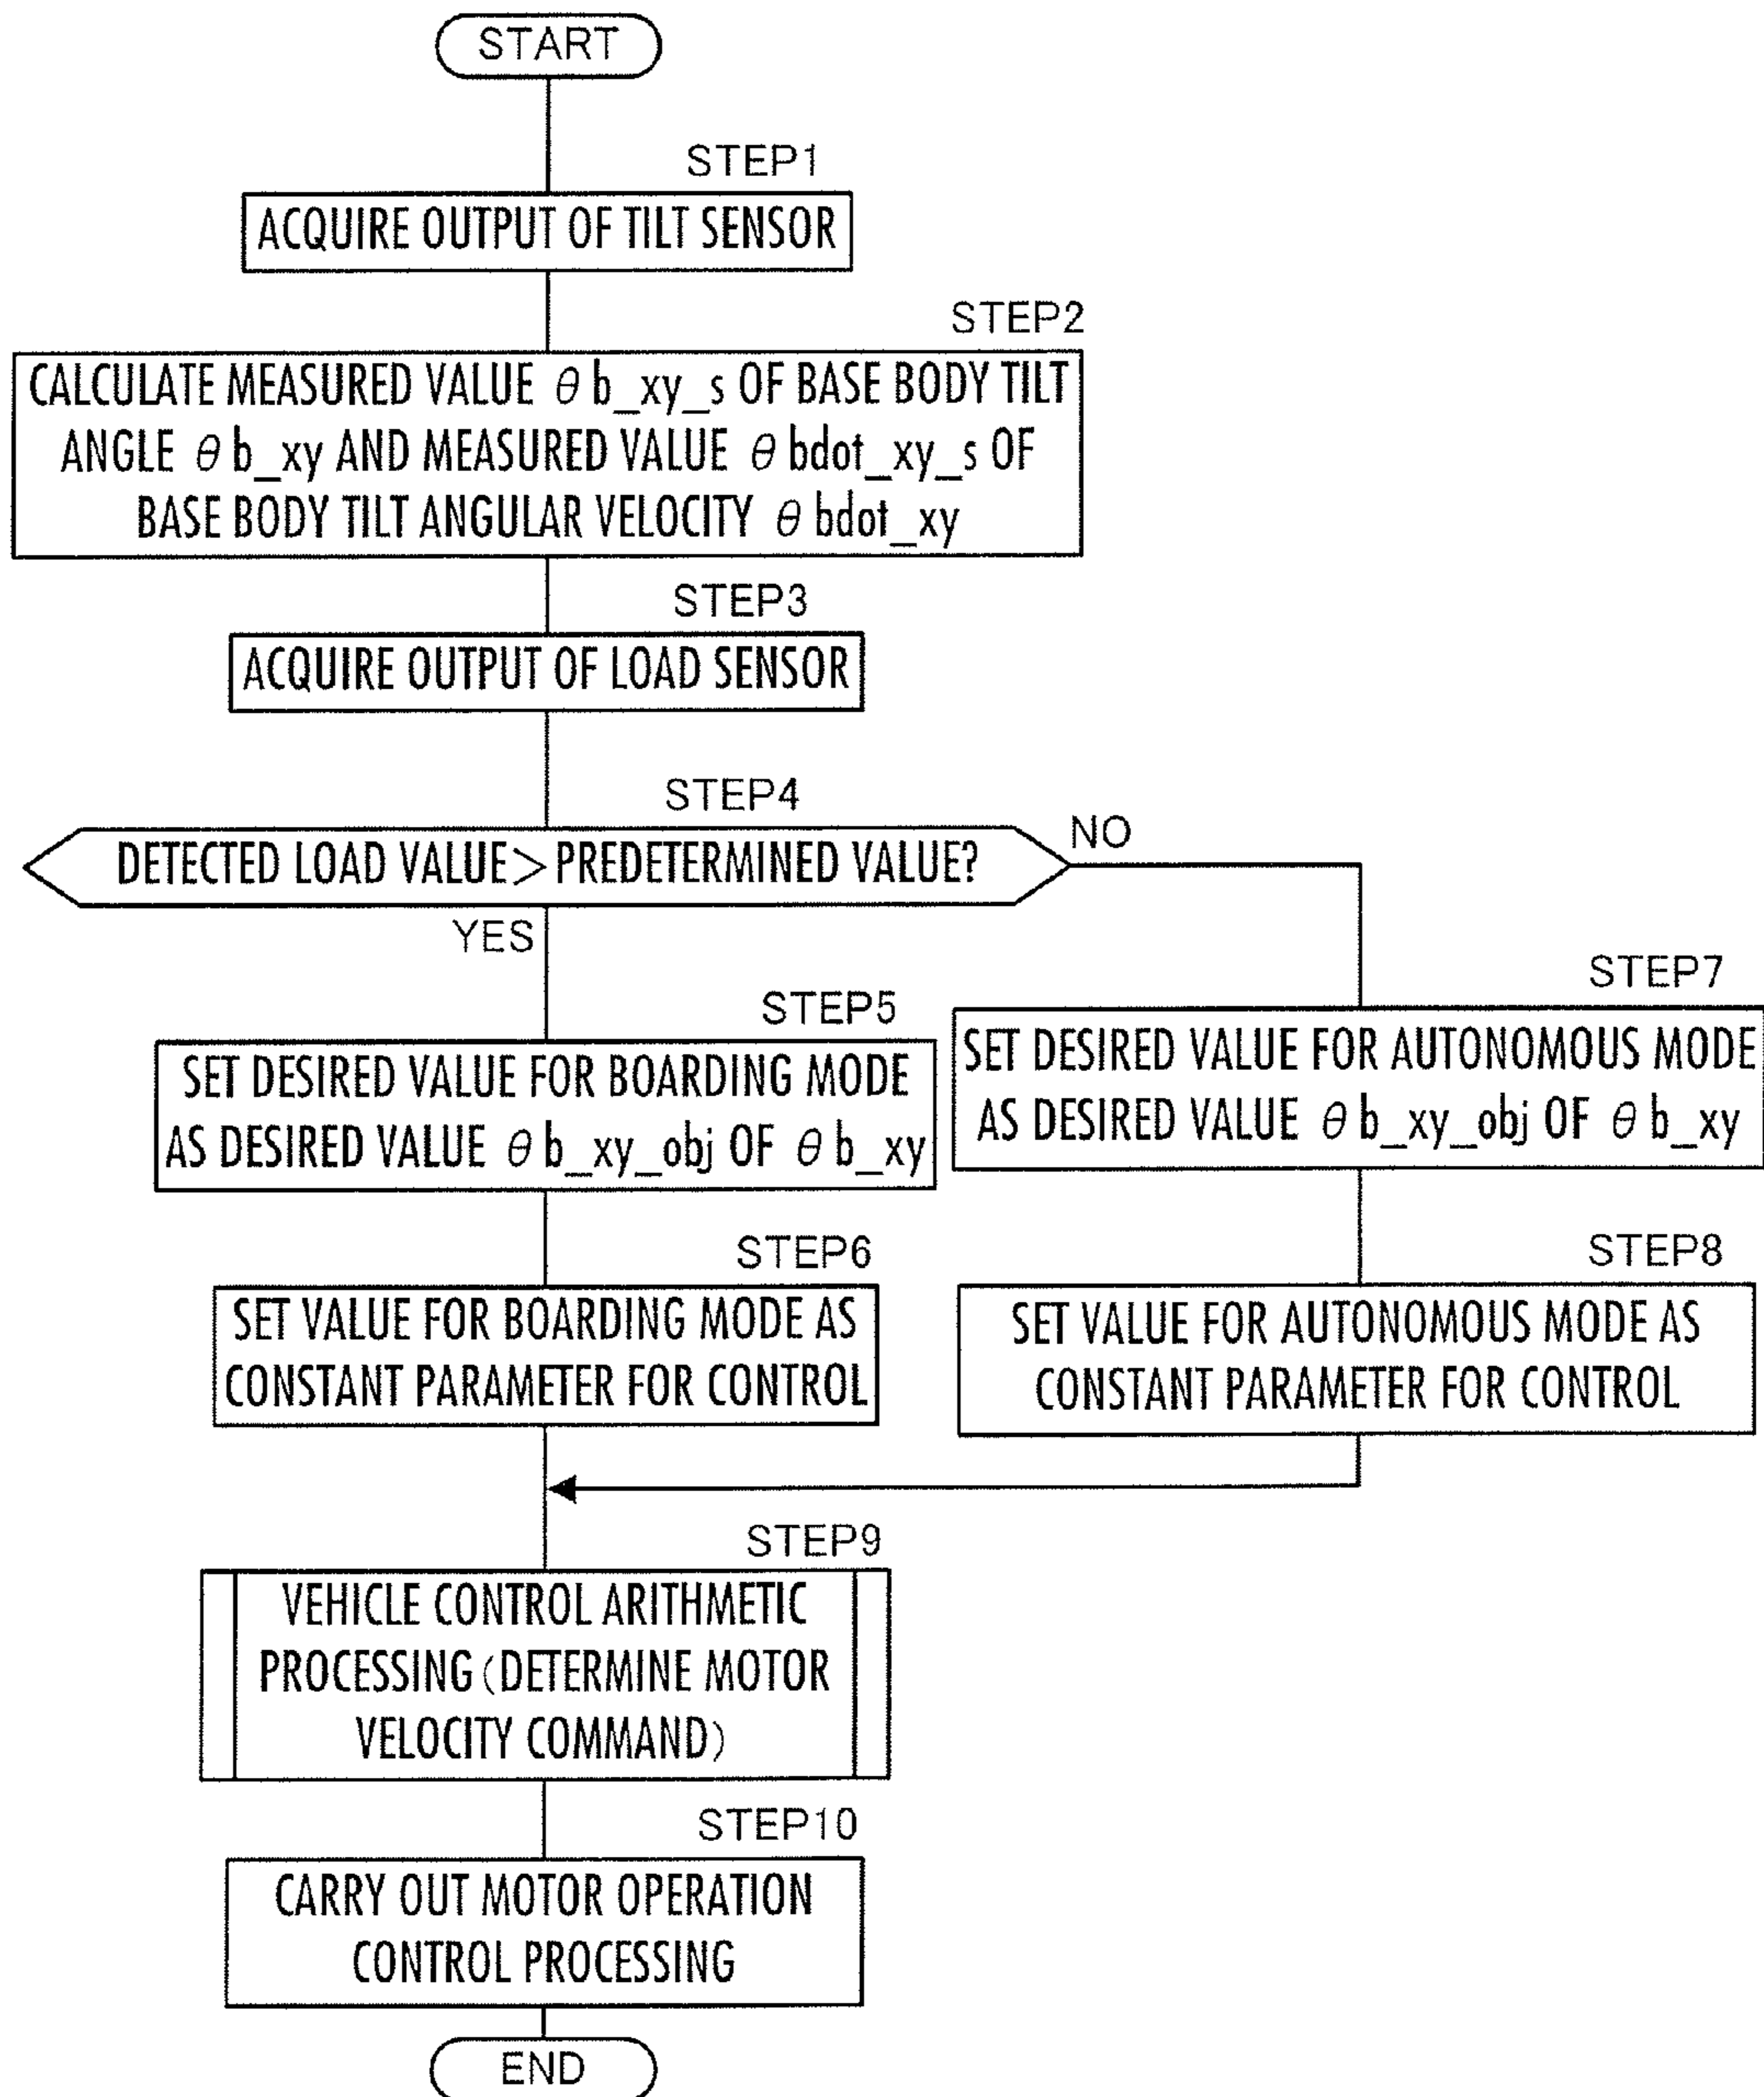 START
STEP1
ACQUIRE OUTPUT OF TILT SENSOR
STEP2
CALCULATE MEASURED VALUE θ b_xy_s OF BASE BODY TILT
ANGLE θ b_xy AND MEASURED VALUE θ bdot_xy_s OF
BASE BODY TILT ANGULAR VELOCITY θ bdot_xy
STEP3
ACQUIRE OUTPUT OF LOAD SENSOR
STEP4
DETECTED LOAD VALUE>PREDETERMINED VALUE?
NO
YES
STEP5
SET DESIRED VALUE FOR BOARDING MODE
AS DESIRED VALUE θ b_xy_obj OF θ b_xy
STEP7
SET DESIRED VALUE FOR AUTONOMOUS MODE
AS DESIRED VALUE θ b_xy_obj OF θ b_xy
STEP6
SET VALUE FOR BOARDING MODE AS
CONSTANT PARAMETER FOR CONTROL
STEP8
SET VALUE FOR AUTONOMOUS MODE AS
CONSTANT PARAMETER FOR CONTROL
STEP9
VEHICLE CONTROL ARITHMETIC
PROCESSING(DETERMINE MOTOR
VELOCITY COMMAND)
STEP10
CARRY OUT MOTOR OPERATION
CONTROL PROCESSING
END